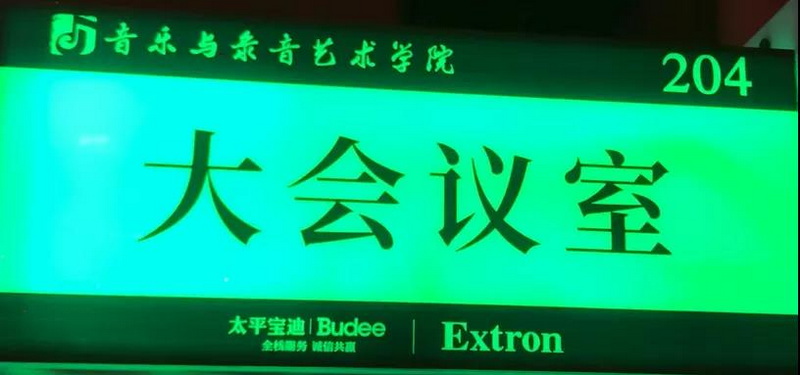 音乐与录音艺术学院 204
大会议室
太平宝迪 Budee Extron
全栈服务 诚信共赢